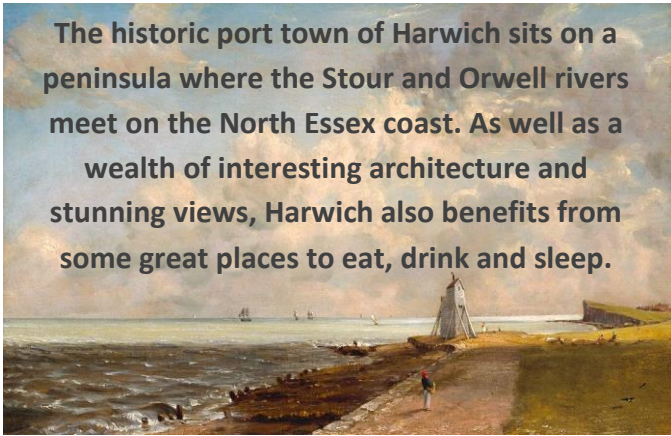 The historic port town of Harwich sits on a
peninsula where the Stour and Orwell rivers
meet on the North Essex coast. As well as a
wealth of interesting architecture and
stunning views, Harwich also benefits from
some great places to eat, drink and sleep.